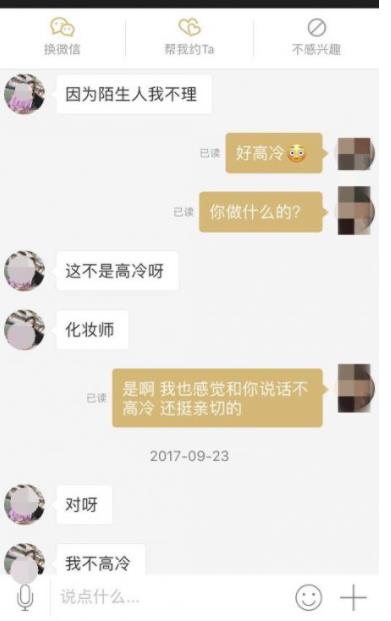 换微信
帮我约Ta
不感兴趣
因为陌生人我不理
已读
好高冷😳
已读
你做什么的?
这不是高冷呀
化妆师
已读
是啊 我也感觉和你说话不
高冷 还挺亲切的
2017-09-23
对呀
我不高冷
说点什么...